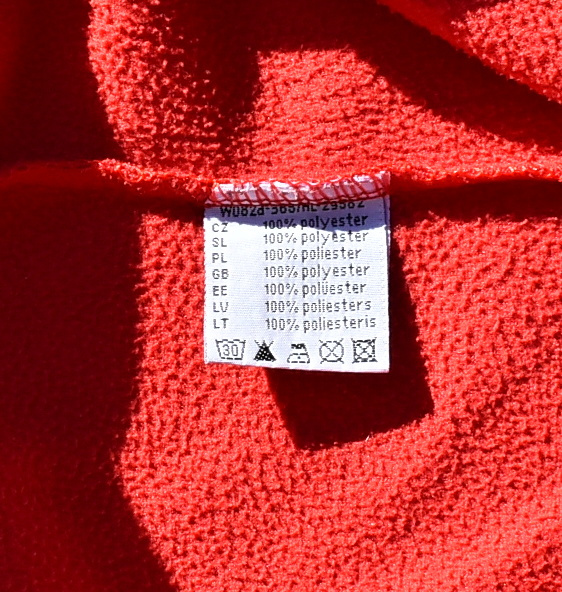 CZ 100% polyester
SL 100% polyester
PL 100% poliester
GB 100% polyester
EE 100% polüester
LV 100% poliesters
LT 100% poliesteris
30